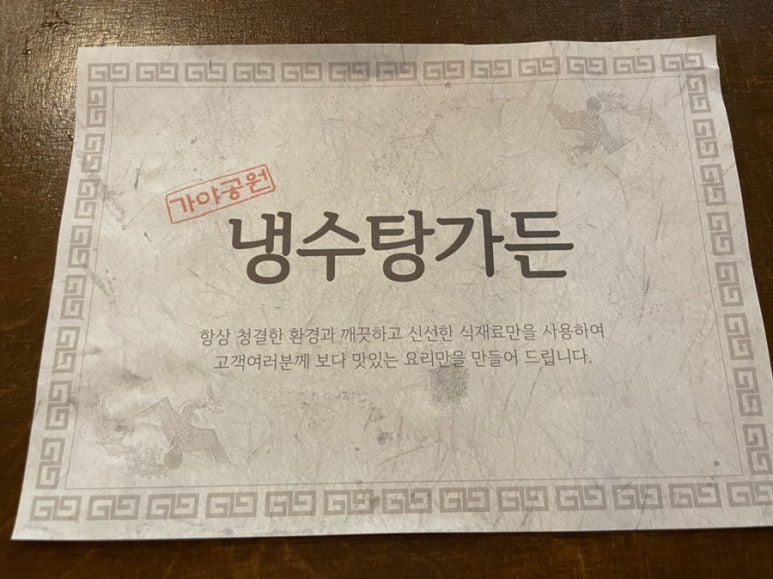 가야공원
냉수탕가든
항상 청결한 환경과 깨끗하고 신선한 식재료만을 사용하여
고객여러분께 보다 맛있는 요리만을 만들어 드립니다.